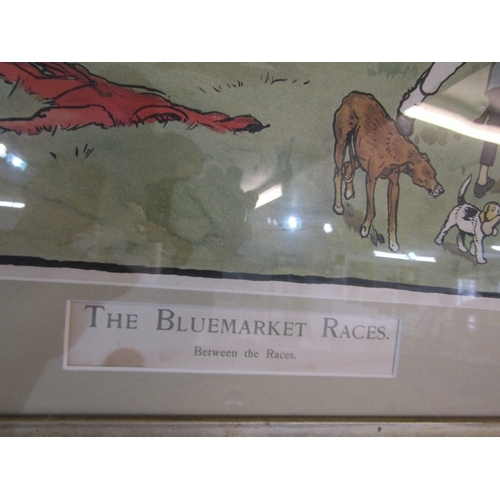 THE BLUEMARKET RACES.
Between the Races.